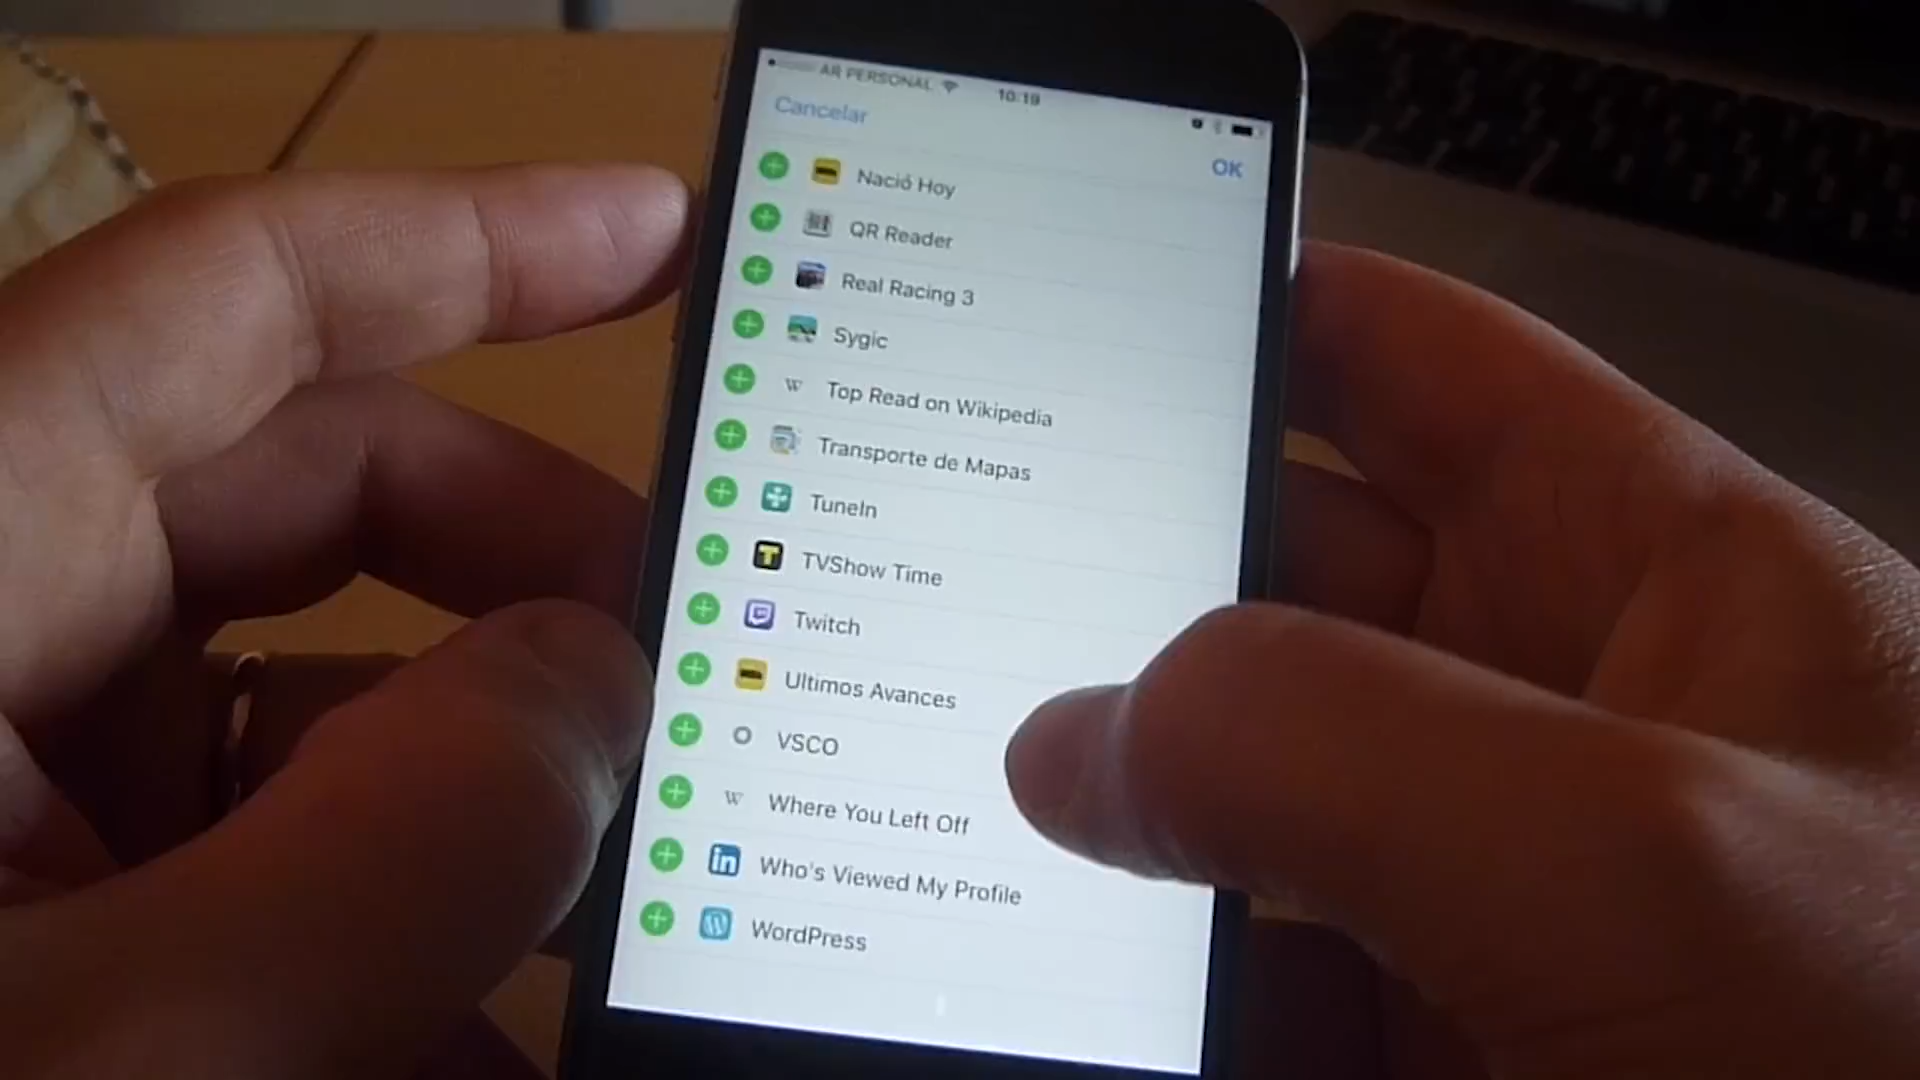 AR PERSONAL 10:19
Cancelar
OK
Nació Hoy
QR Reader
Real Racing 3
Sygic
W Top Read on Wikipedia
Transporte de Mapas
TuneIn
T TVShow Time
Twitch
Ultimos Avances
VSCO
W Where You Left Off
in Who's Viewed My Profile
W WordPress